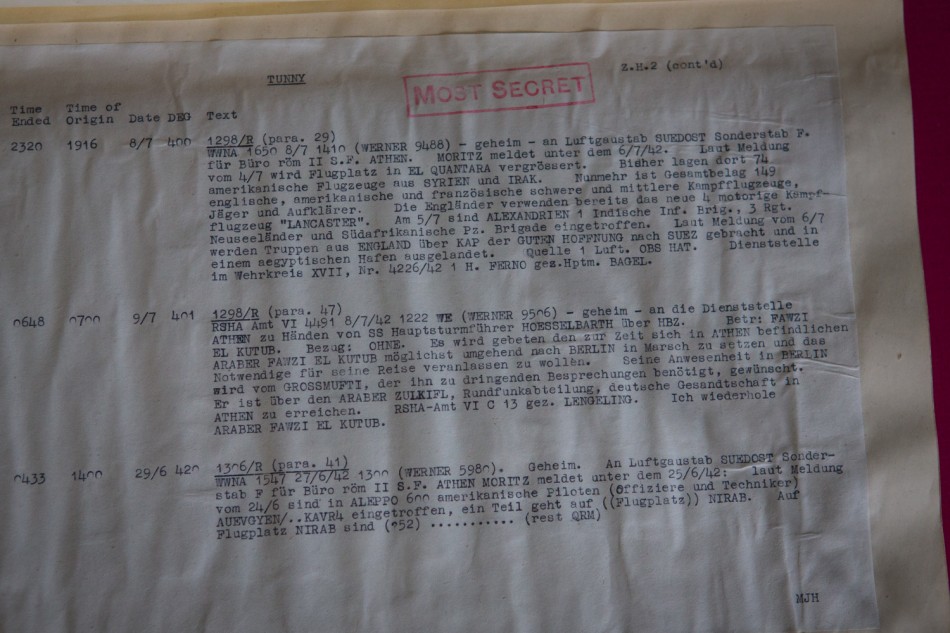 TUNNY
MOST SECRET
Z.H.2 (cont'd)
Time Ended Time of Origin Date DEG Text
2320 1916 8/7 400 1298/R (para. 29)
WWNA 1650 8/7 1410 (WERNER 9488) - geheim - an Luftgaustab SUEDOST Sonderstab F.
für Büro röm II S.F. ATHEN. MORITZ meldet unter dem 6/7/42. Laut Meldung
vom 4/7 wird Flugplatz in EL QUANTARA vergrössert. Bisher lagen dort 74
amerikanische Flugzeuge aus SYRIEN und IRAK. Nunmehr ist Gesamtbelag 149
englische, amerikanische und französische schwere und mittlere Kampfflugzeuge,
Jäger und Aufklärer. Die Engländer verwenden bereits das neue 4 motorige Kampf-
flugzeug "LANCASTER". Am 5/7 sind ALEXANDRIEN 1 Indische Inf. Brig., 3 Rgt.
Neuseeländer und Südafrikanische Pz. Brigade eingetroffen. Laut Meldung vom 6/7
werden Truppen aus ENGLAND über KAP der GUTEN HOFFNUNG nach SUEZ gebracht und in
einem aegyptischen Hafen ausgelandet. Quelle 1 Luft. OBS HAT. Dienststelle
im Wehrkreis XVII, Nr. 4226/42 1 H. FERNO gez.Hptm. BAGEL.
0648 0700 9/7 401 1298/R (para. 47)
RSHA Amt VI 4491 8/7/42 1222 WE (WERNER 9506) - geheim - an die Dienststelle
ATHEN zu Händen von SS Hauptsturmführer HOESSELBARTH über HBZ. Betr: FAWZI
EL KUTUB. Bezug: OHNE. Es wird gebeten den zur Zeit sich in ATHEN befindlichen
ARABER FAWZI EL KUTUB möglichst umgehend nach BERLIN in Marsch zu setzen und das
Notwendige für seine Reise veranlassen zu wollen. Seine Anwesenheit in BERLIN
wird vom GROSSMUFTI, der ihn zu dringenden Besprechungen benötigt, gewünscht.
Er ist über den ARABER ZULKIFL, Rundfunkabteilung, deutsche Gesandtschaft in
ATHEN zu erreichen. RSHA-Amt VI C 13 gez. LENGELING. Ich wiederhole
ARABER FAWZI EL KUTUB.
0433 1400 29/6 420 1306/R (para. 41)
WWNA 1547 27/6/42 1300 (WERNER 5980). Geheim. An Luftgaustab SUEDOST Sonder-
stab F für Büro röm II S.F. ATHEN MORITZ meldet unter dem 25/6/42: laut Meldung
vom 24/6 sind in ALEPPO 600 amerikanische Piloten (Offiziere und Techniker)
AUEVGYEN/..KAVR4 eingetroffen, ein Teil geht auf ((Flugplatz)) NIRAB. Auf
Flugplatz NIRAB sind (°52) ........... (rest QRM)
MJH